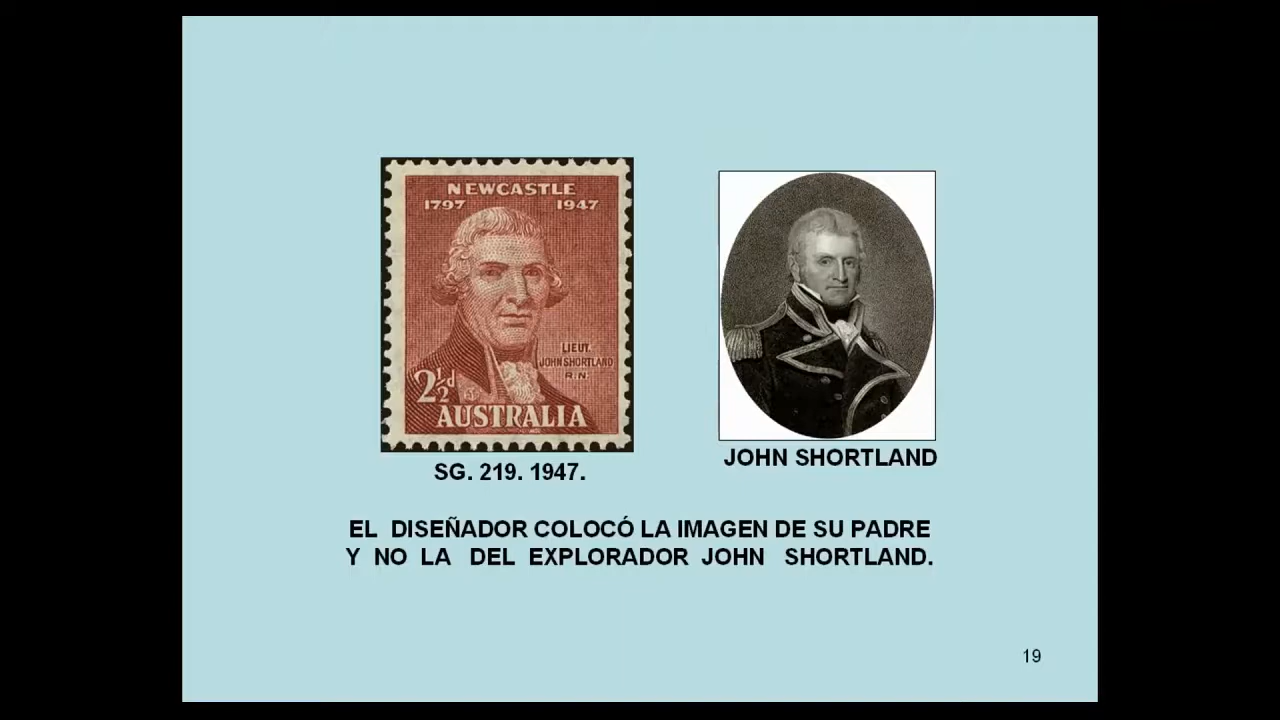 NEWCASTLE
1797 1947
LIEUT.
JOHN SHORTLAND
R.N.
2½d
AUSTRALIA
SG. 219. 1947.
JOHN SHORTLAND
EL DISEÑADOR COLOCÓ LA IMAGEN DE SU PADRE
Y NO LA DEL EXPLORADOR JOHN SHORTLAND.
19